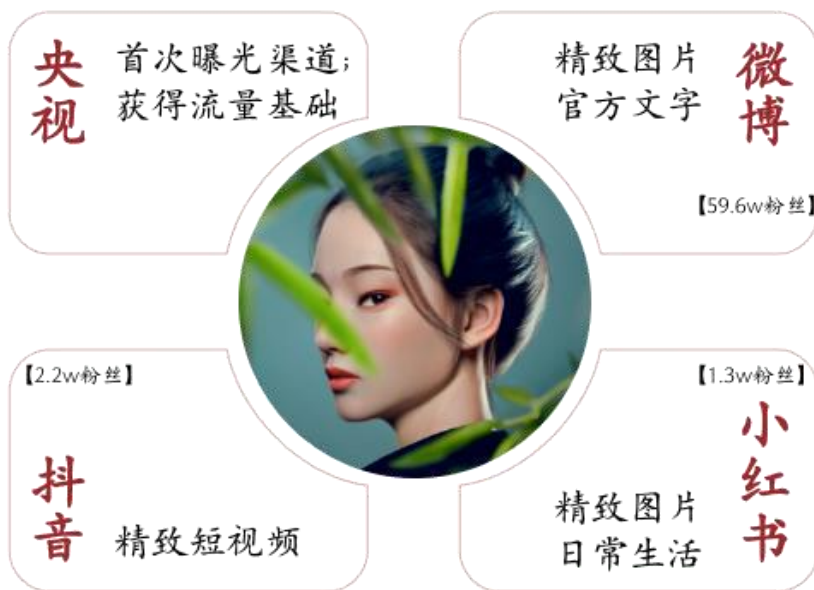 央视
首次曝光渠道;
获得流量基础
精致图片
官方文字
微博
【59.6w粉丝】
【2.2w粉丝】
抖音
精致短视频
【1.3w粉丝】
小红书
精致图片
日常生活